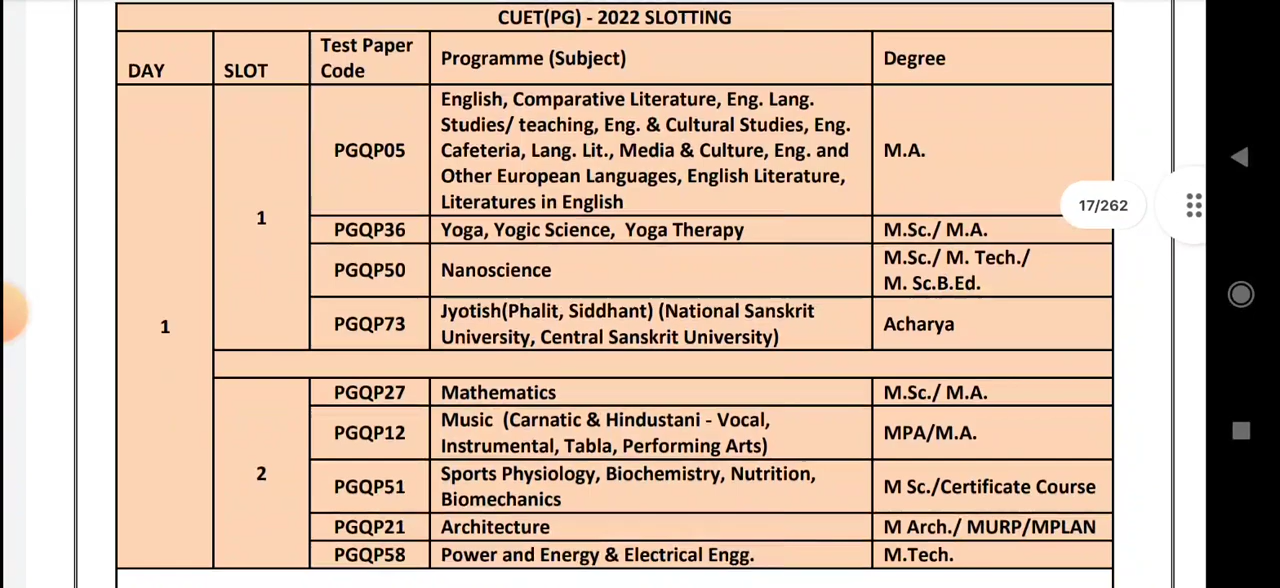 CUET(PG) - 2022 SLOTTING
DAY
SLOT
Test Paper
Code
Programme (Subject)
Degree
1
1
PGQP05
English, Comparative Literature, Eng. Lang.
Studies/ teaching, Eng. & Cultural Studies, Eng.
Cafeteria, Lang. Lit., Media & Culture, Eng. and
Other European Languages, English Literature,
Literatures in English
M.A.
PGQP36
Yoga, Yogic Science, Yoga Therapy
M.Sc./ M.A.
PGQP50
Nanoscience
M.Sc./ M. Tech./
M. Sc.B.Ed.
PGQP73
Jyotish(Phalit, Siddhant) (National Sanskrit
University, Central Sanskrit University)
Acharya
2
PGQP27
Mathematics
M.Sc./ M.A.
PGQP12
Music (Carnatic & Hindustani - Vocal,
Instrumental, Tabla, Performing Arts)
MPA/M.A.
PGQP51
Sports Physiology, Biochemistry, Nutrition,
Biomechanics
M Sc./Certificate Course
PGQP21
Architecture
M Arch./ MURP/MPLAN
PGQP58
Power and Energy & Electrical Engg.
M.Tech.
17/262